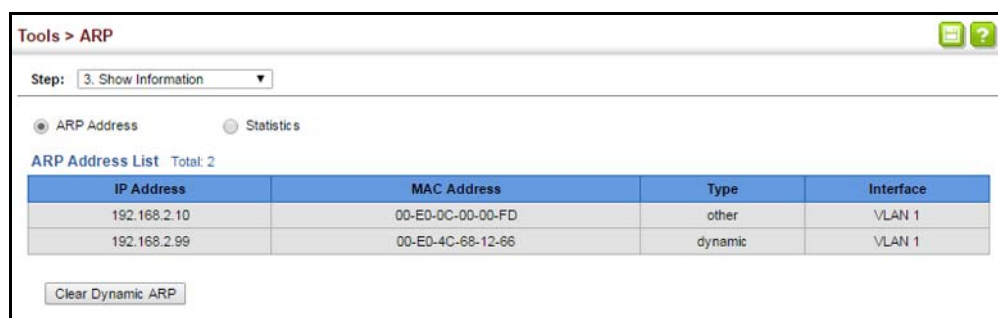 Tools > ARP
?
Step: 3. Show Information
ARP Address Statistics
ARP Address List Total: 2
IP Address MAC Address Type Interface
192.168.2.10 00-E0-0C-00-00-FD other VLAN 1
192.168.2.99 00-E0-4C-68-12-66 dynamic VLAN 1
Clear Dynamic ARP